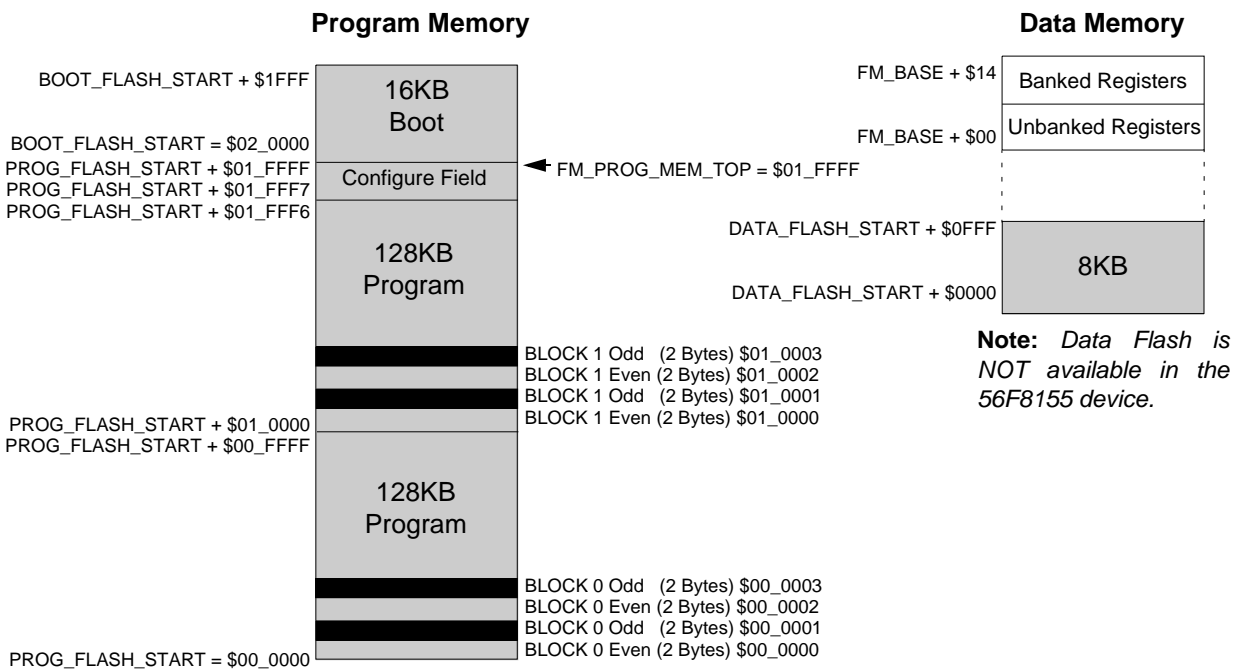 Program Memory
BOOT_FLASH_START + $1FFF
16KB
Boot
BOOT_FLASH_START = $02_0000
PROG_FLASH_START + $01_FFFF
FM_PROG_MEM_TOP = $01_FFFF
Configure Field
PROG_FLASH_START + $01_FFF7
PROG_FLASH_START + $01_FFF6
128KB
Program
BLOCK 1 Odd (2 Bytes) $01_0003
BLOCK 1 Even (2 Bytes) $01_0002
BLOCK 1 Odd (2 Bytes) $01_0001
BLOCK 1 Even (2 Bytes) $01_0000
PROG_FLASH_START + $01_0000
PROG_FLASH_START + $00_FFFF
128KB
Program
BLOCK 0 Odd (2 Bytes) $00_0003
BLOCK 0 Even (2 Bytes) $00_0002
BLOCK 0 Odd (2 Bytes) $00_0001
BLOCK 0 Even (2 Bytes) $00_0000
PROG_FLASH_START = $00_0000
Data Memory
FM_BASE + $14
Banked Registers
FM_BASE + $00
Unbanked Registers
DATA_FLASH_START + $0FFF
8KB
DATA_FLASH_START + $0000
Note: Data Flash is
NOT available in the
56F8155 device.